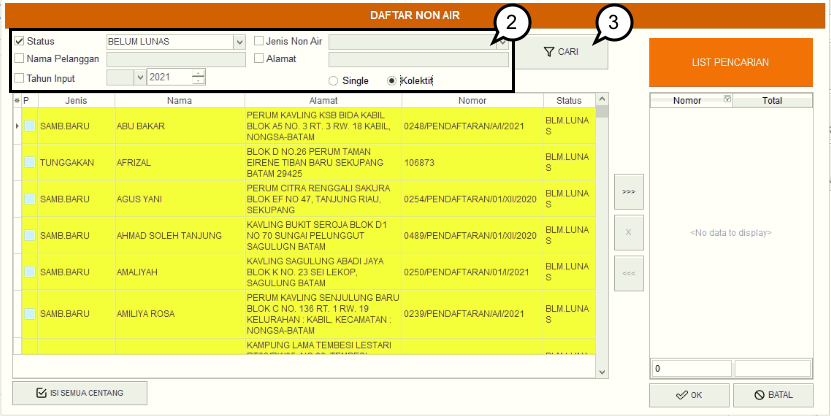 DAFTAR NON AIR
2
3
Status
BELUM LUNAS
Jenis Non Air
CARI
Nama Pelanggan
Alamat
LIST PENCARIAN
Tahun Input
2021
Single
Kolektif
P Jenis Nama Alamat Nomor Status
Nomor Total
SAMB.BARU
ABU BAKAR
PERUM KAVLING KSB BIDA KABIL
BLOK A5 NO. 3 RT. 3 RW. 18 KABIL,
NONGSA-BATAM
0248/PENDAFTARAN/A/I/2021
BLM.LUNA
S
TUNGGAKAN
AFRIZAL
BLOK D NO.26 PERUM TAMAN
EIRENE TIBAN BARU SEKUPANG
BATAM 29425
106873
BLM.LUNA
S
SAMB.BARU
AGUS YANI
PERUM CITRA RENGGALI SAKURA
BLOK EF NO 47, TANJUNG RIAU,
SEKUPANG
0254/PENDAFTARAN/01/XII/2020
BLM.LUNA
S
SAMB.BARU
AHMAD SOLEH TANJUNG
KAVLING BUKIT SEROJA BLOK D1
NO 70 SUNGAI PELUNGGUT
SAGULUGN BATAM
0489/PENDAFTARAN/01/XII/2020
BLM.LUNA
S
SAMB.BARU
AMALIYAH
KAVLING SAGULUNG ABADI JAYA
BLOK K NO. 23 SEI LEKOP,
SAGULUNG BATAM
0250/PENDAFTARAN/01/I/2021
BLM.LUNA
S
SAMB.BARU
AMILIYA ROSA
PERUM KAVLING SENJULUNG BARU
BLOK C NO. 136 RT. 1 RW. 19
KELURAHAN : KABIL, KECAMATAN :
NONGSA-BATAM
0239/PENDAFTARAN/A/I/2021
BLM.LUNA
S
KAMPUNG LAMA TEMBESI LESTARI
>>>
X
<<<
<No data to display>
0
ISI SEMUA CENTANG
OK
BATAL